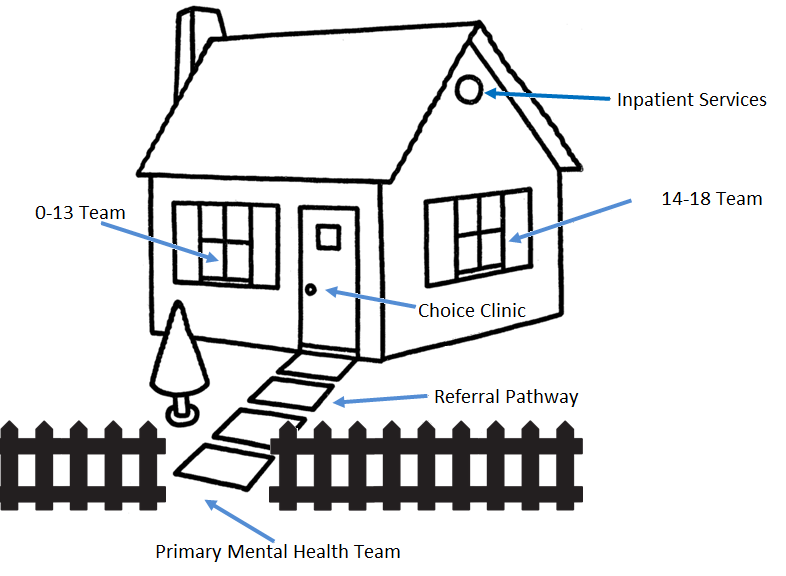 Inpatient Services
0-13 Team
14-18 Team
Choice Clinic
Referral Pathway
Primary Mental Health Team